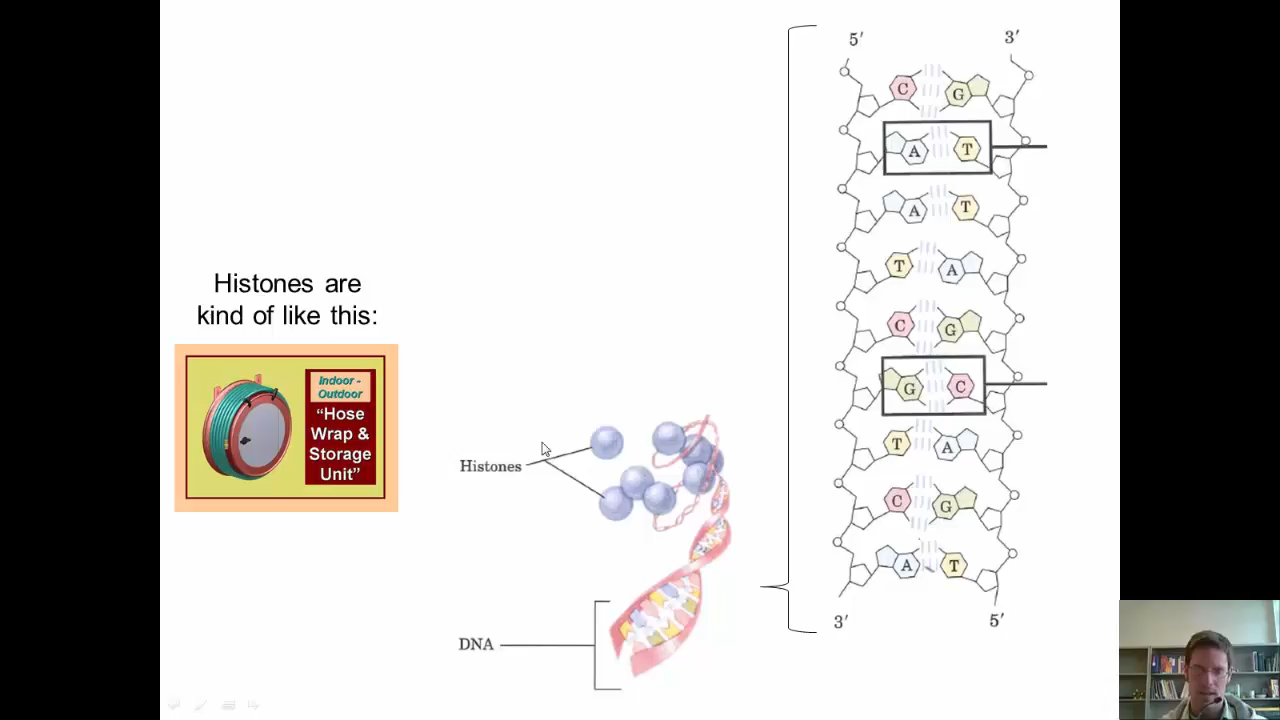 Histones are
kind of like this:
Indoor -
Outdoor
“Hose
Wrap &
Storage
Unit”
Histones
DNA
5′ 3′
C G
A T
A T
T A
C G
G C
T A
C G
A T
3′ 5′